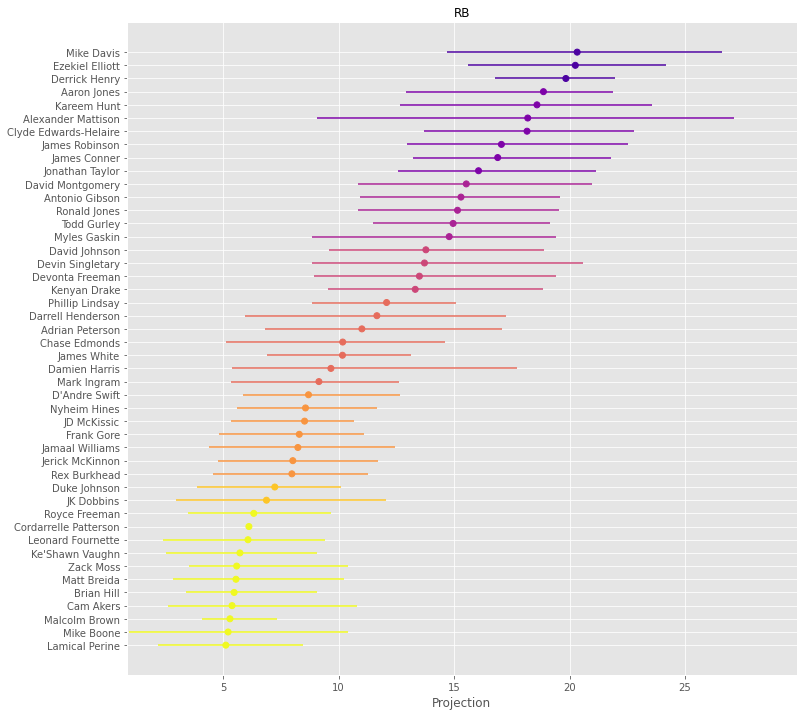 RB
Mike Davis
Ezekiel Elliott
Derrick Henry
Aaron Jones
Kareem Hunt
Alexander Mattison
Clyde Edwards-Helaire
James Robinson
James Conner
Jonathan Taylor
David Montgomery
Antonio Gibson
Ronald Jones
Todd Gurley
Myles Gaskin
David Johnson
Devin Singletary
Devonta Freeman
Kenyan Drake
Phillip Lindsay
Darrell Henderson
Adrian Peterson
Chase Edmonds
James White
Damien Harris
Mark Ingram
D'Andre Swift
Nyheim Hines
JD McKissic
Frank Gore
Jamaal Williams
Jerick McKinnon
Rex Burkhead
Duke Johnson
JK Dobbins
Royce Freeman
Cordarrelle Patterson
Leonard Fournette
Ke'Shawn Vaughn
Zack Moss
Matt Breida
Brian Hill
Cam Akers
Malcolm Brown
Mike Boone
Lamical Perine
5 10 15 20 25
Projection